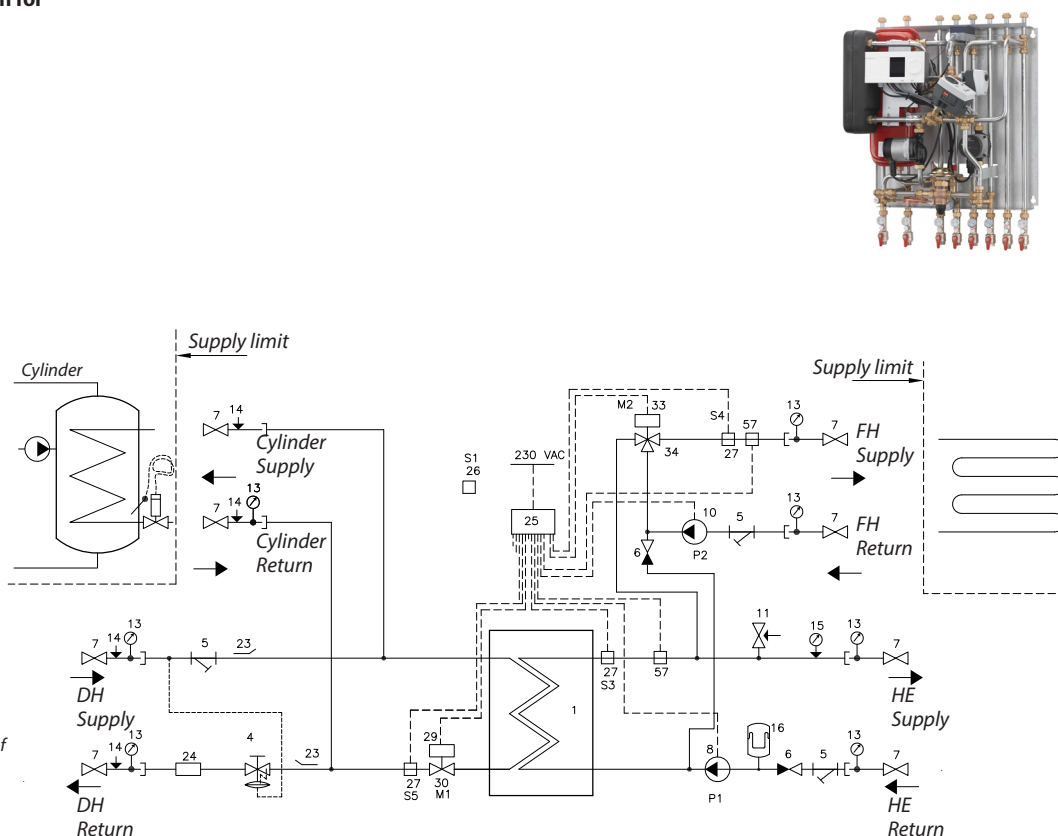 n for
Supply limit
Cylinder
7 14
Cylinder
Supply
13
7 14
Cylinder
Return
S1
26
230 VAC
25
M2 33
34
S4 57
27
13
7
FH
Supply
10
P2
5
13
7
FH
Return
6
Supply limit
7 14 13
5
23
DH
Supply
27
S3
57
1
11
15
13
7
HE
Supply
f
7 14 13
24
4
23
DH
Return
27
S5
29
30
M1
8
P1
16
6
5
13
7
HE
Return